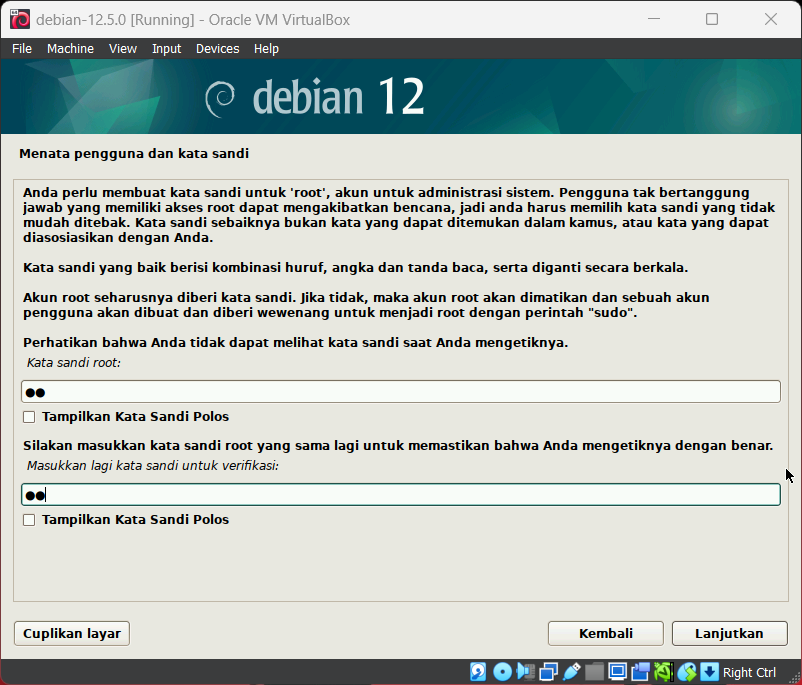 debian-12.5.0 [Running] - Oracle VM VirtualBox
File Machine View Input Devices Help
debian 12
Menata pengguna dan kata sandi
Anda perlu membuat kata sandi untuk 'root', akun untuk administrasi sistem. Pengguna tak bertanggung
jawab yang memiliki akses root dapat mengakibatkan bencana, jadi anda harus memilih kata sandi yang tidak
mudah ditebak. Kata sandi sebaiknya bukan kata yang dapat ditemukan dalam kamus, atau kata yang dapat
diasosiasikan dengan Anda.
Kata sandi yang baik berisi kombinasi huruf, angka dan tanda baca, serta diganti secara berkala.
Akun root seharusnya diberi kata sandi. Jika tidak, maka akun root akan dimatikan dan sebuah akun
pengguna akan dibuat dan diberi wewenang untuk menjadi root dengan perintah "sudo".
Perhatikan bahwa Anda tidak dapat melihat kata sandi saat Anda mengetiknya.
Kata sandi root:
●●
Tampilkan Kata Sandi Polos
Silakan masukkan kata sandi root yang sama lagi untuk memastikan bahwa Anda mengetiknya dengan benar.
Masukkan lagi kata sandi untuk verifikasi:
●●
Tampilkan Kata Sandi Polos
Cuplikan layar Kembali Lanjutkan
Right Ctrl